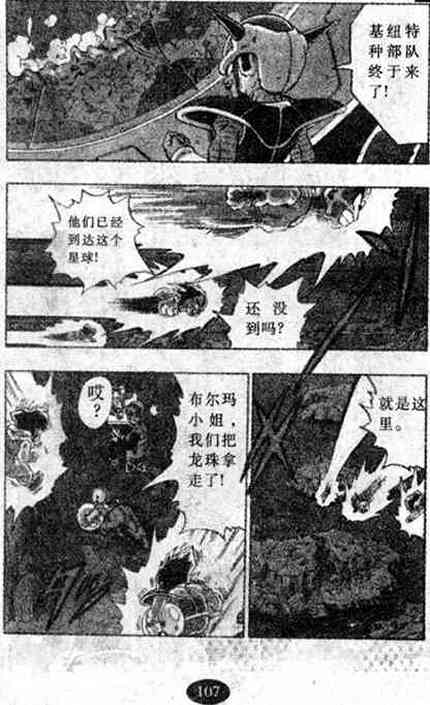 基纽特
种部队
终于来
了!
还没
到吗?
他们已经
到达这个
星球!
就是这
里。
布尔玛
小姐，
我们把
龙珠拿
走了!
哎
?
107